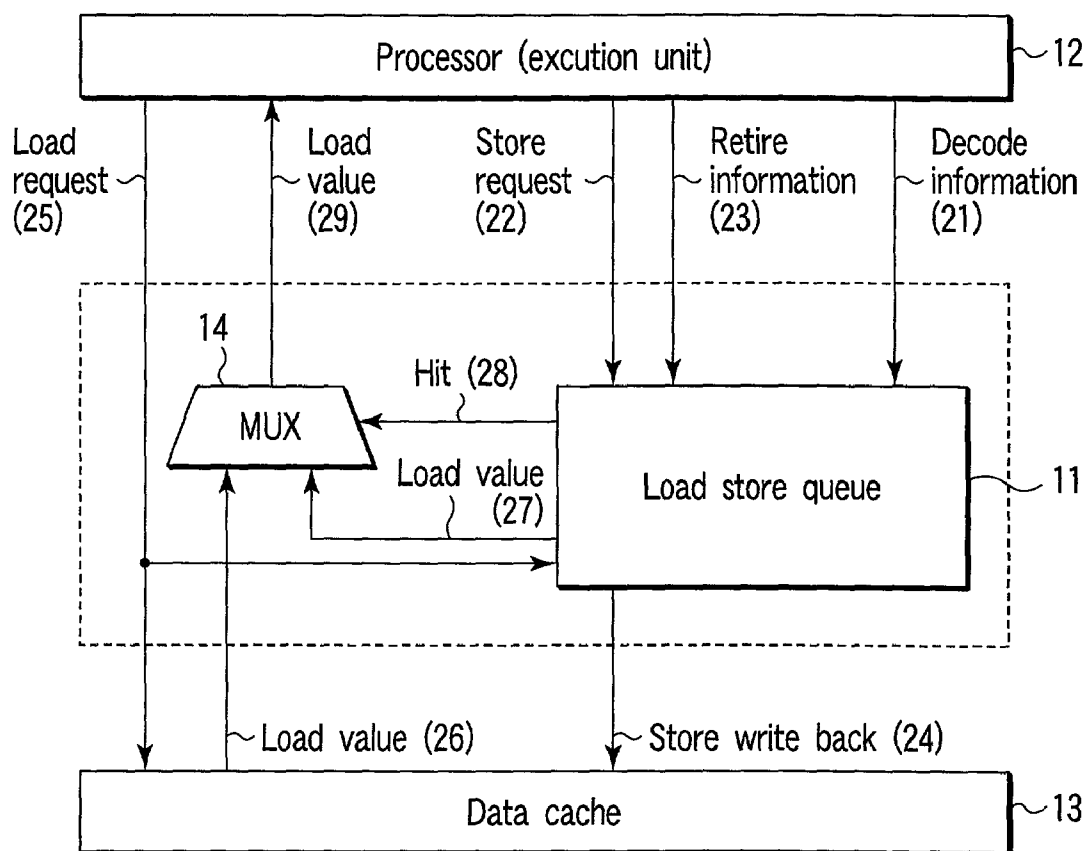 Processor (excution unit)
12
Load
request
(25)
Load
value
(29)
Store
request
(22)
Retire
information
(23)
Decode
information
(21)
14
MUX
Hit (28)
Load value
(27)
Load store queue
11
Load value (26)
Store write back (24)
Data cache
13